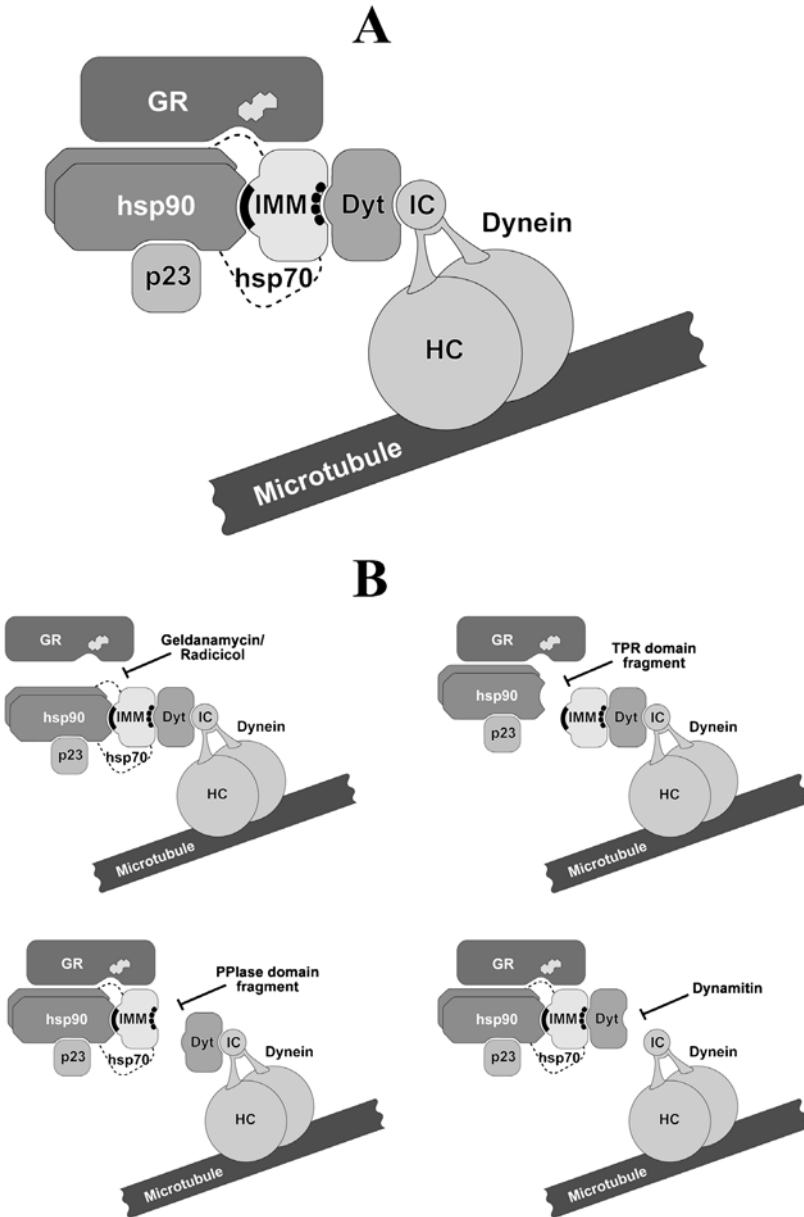 A
GR
hsp90
IMM
Dyt
IC
Dynein
p23
hsp70
HC
Microtubule
B
GR
Geldanamycin/
Radicicol
hsp90
IMM
Dyt
IC
Dynein
p23
hsp70
HC
Microtubule
GR
TPR domain
fragment
hsp90
IMM
Dyt
IC
Dynein
p23
HC
Microtubule
GR
PPIase domain
fragment
hsp90
IMM
Dyt
IC
Dynein
p23
hsp70
HC
Microtubule
GR
Dynamitin
hsp90
IMM
Dyt
IC
Dynein
p23
hsp70
HC
Microtubule